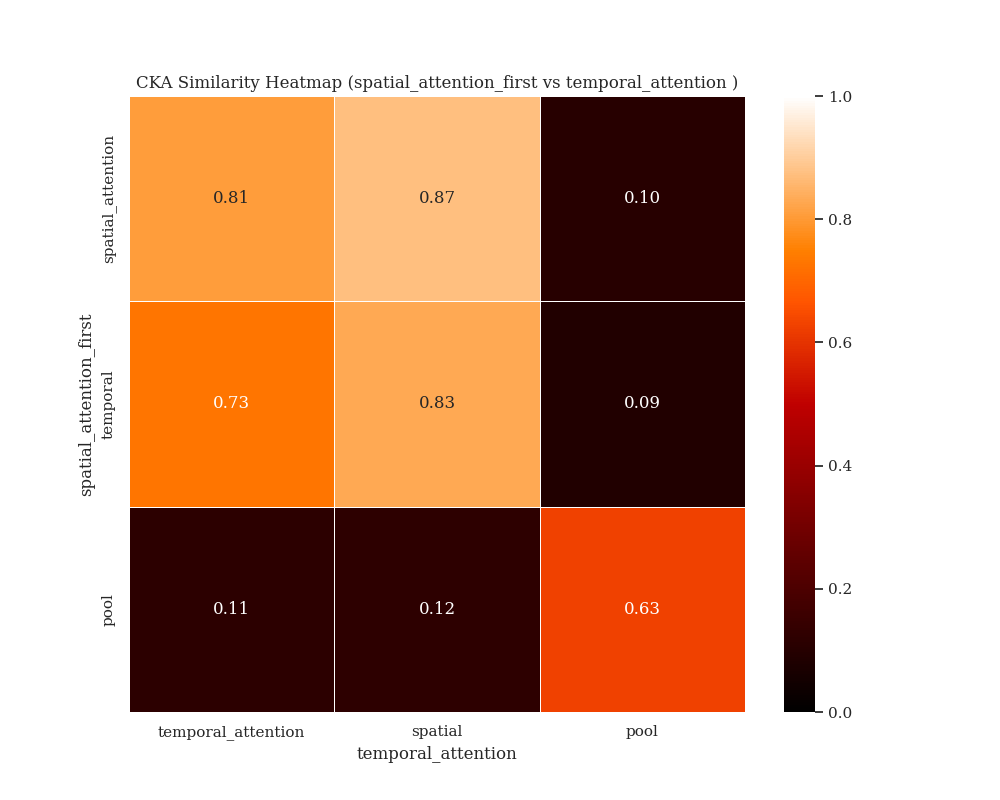 CKA Similarity Heatmap (spatial_attention_first vs temporal_attention )
spatial_attention_first
spatial_attention
temporal
pool
0.81 0.87 0.10
0.73 0.83 0.09
0.11 0.12 0.63
temporal_attention spatial pool
temporal_attention
1.0
0.8
0.6
0.4
0.2
0.0